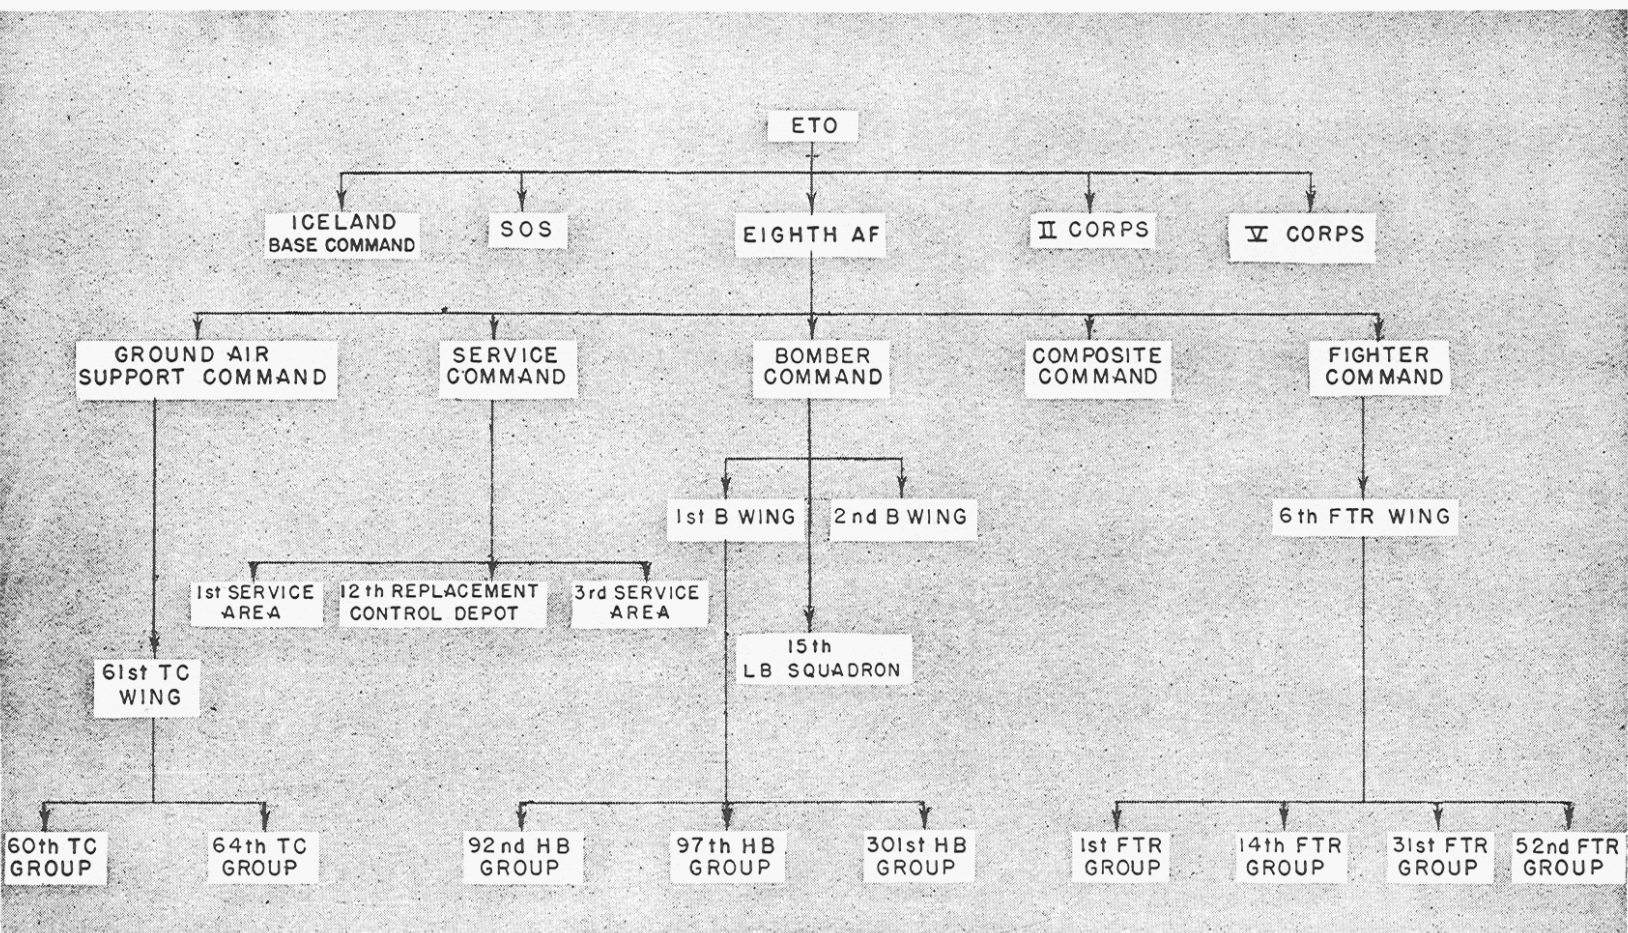 ETO
ICELAND
BASE COMMAND
SOS
EIGHTH AF
II CORPS
V CORPS
GROUND AIR
SUPPORT COMMAND
SERVICE
COMMAND
BOMBER
COMMAND
COMPOSITE
COMMAND
FIGHTER
COMMAND
1st B WING
2nd B WING
6th FTR WING
1st SERVICE
AREA
12th REPLACEMENT
CONTROL DEPOT
3rd SERVICE
AREA
15th
LB SQUADRON
61st TC
WING
60th TC
GROUP
64th TC
GROUP
92nd HB
GROUP
97th HB
GROUP
301st HB
GROUP
1st FTR
GROUP
14th FTR
GROUP
31st FTR
GROUP
52nd FTR
GROUP